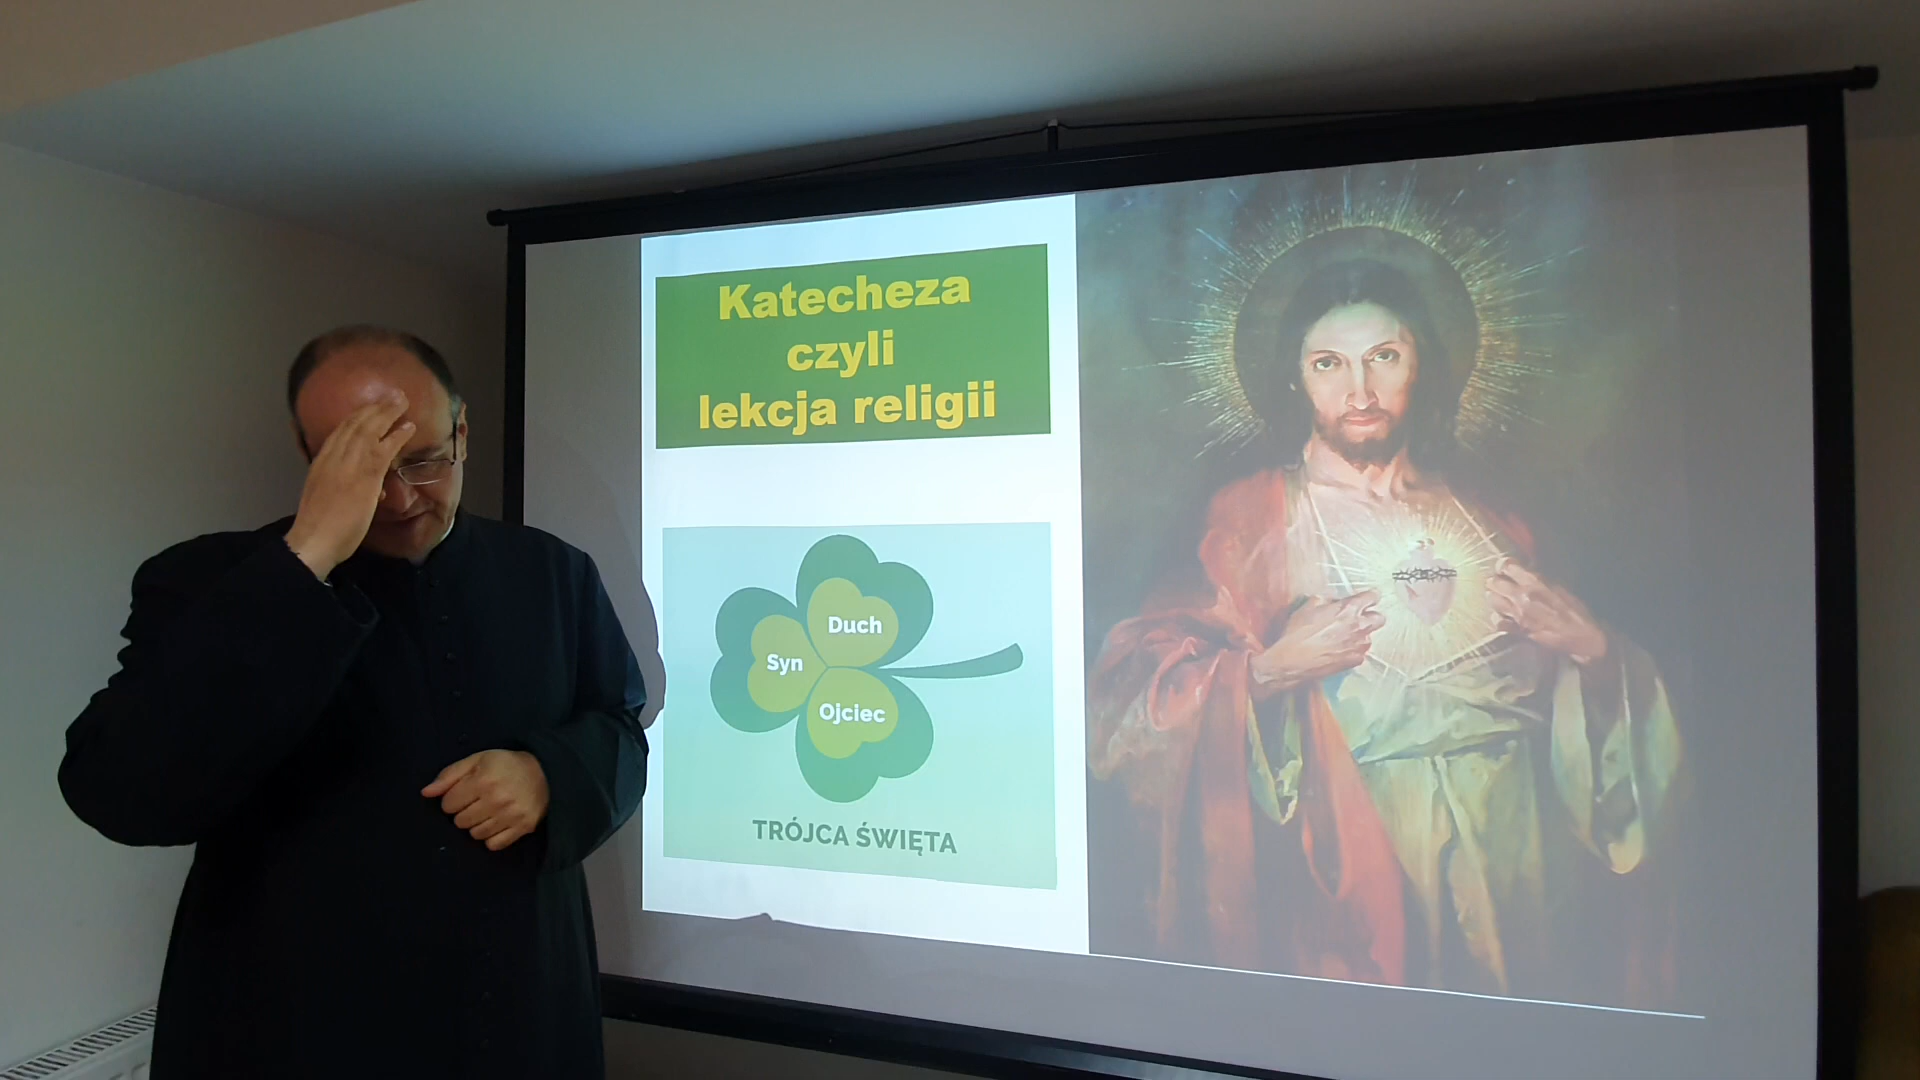 Katecheza
czyli
lekcja religii
Duch
Syn
Ojciec
TRÓJCA ŚWIĘTA